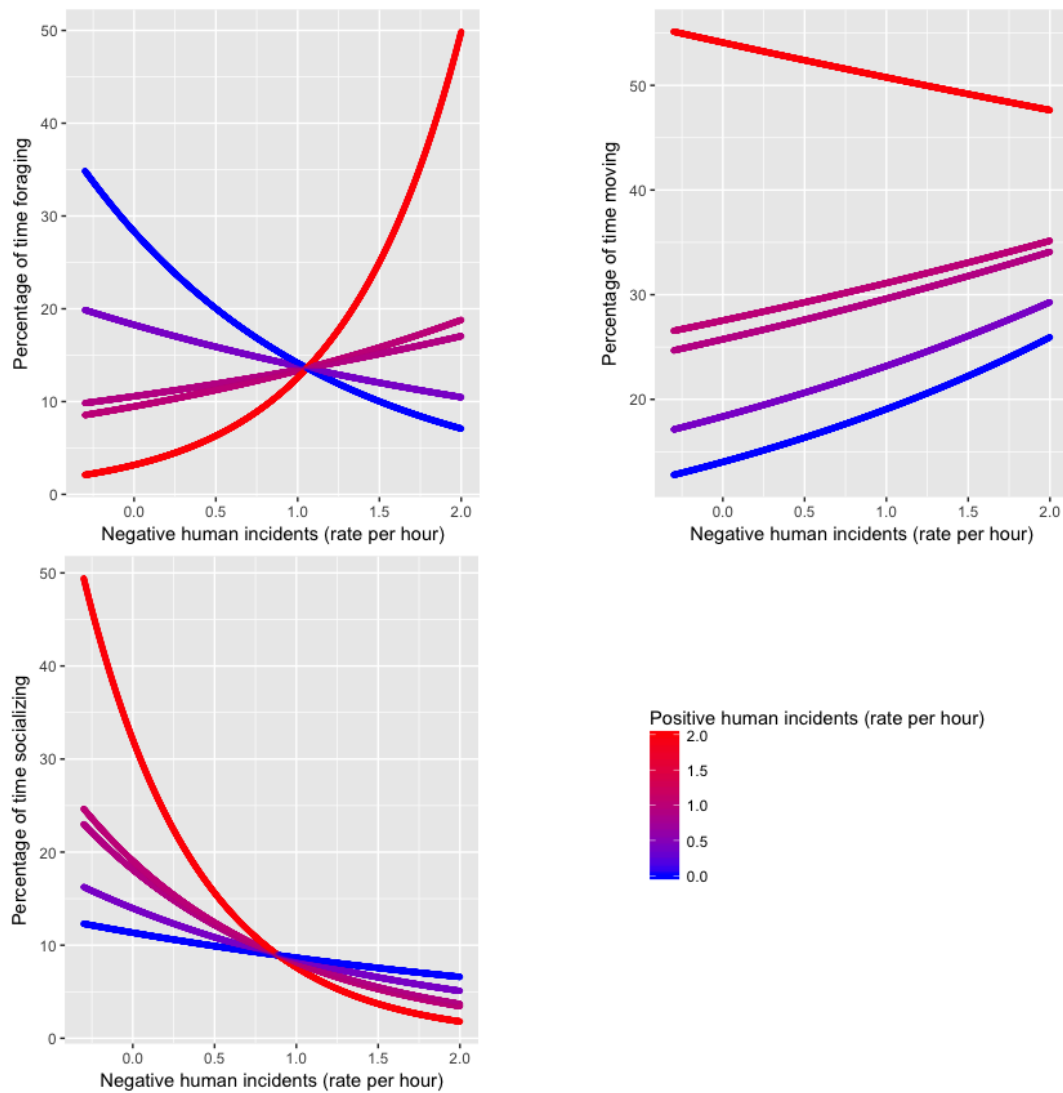 50
40
30
20
10
0
Percentage of time foraging
0.0 0.5 1.0 1.5 2.0
Negative human incidents (rate per hour)
50
40
30
20
Percentage of time moving
0.0 0.5 1.0 1.5 2.0
Negative human incidents (rate per hour)
50
40
30
20
10
0
Percentage of time socializing
0.0 0.5 1.0 1.5 2.0
Negative human incidents (rate per hour)
Positive human incidents (rate per hour)
2.0
1.5
1.0
0.5
0.0